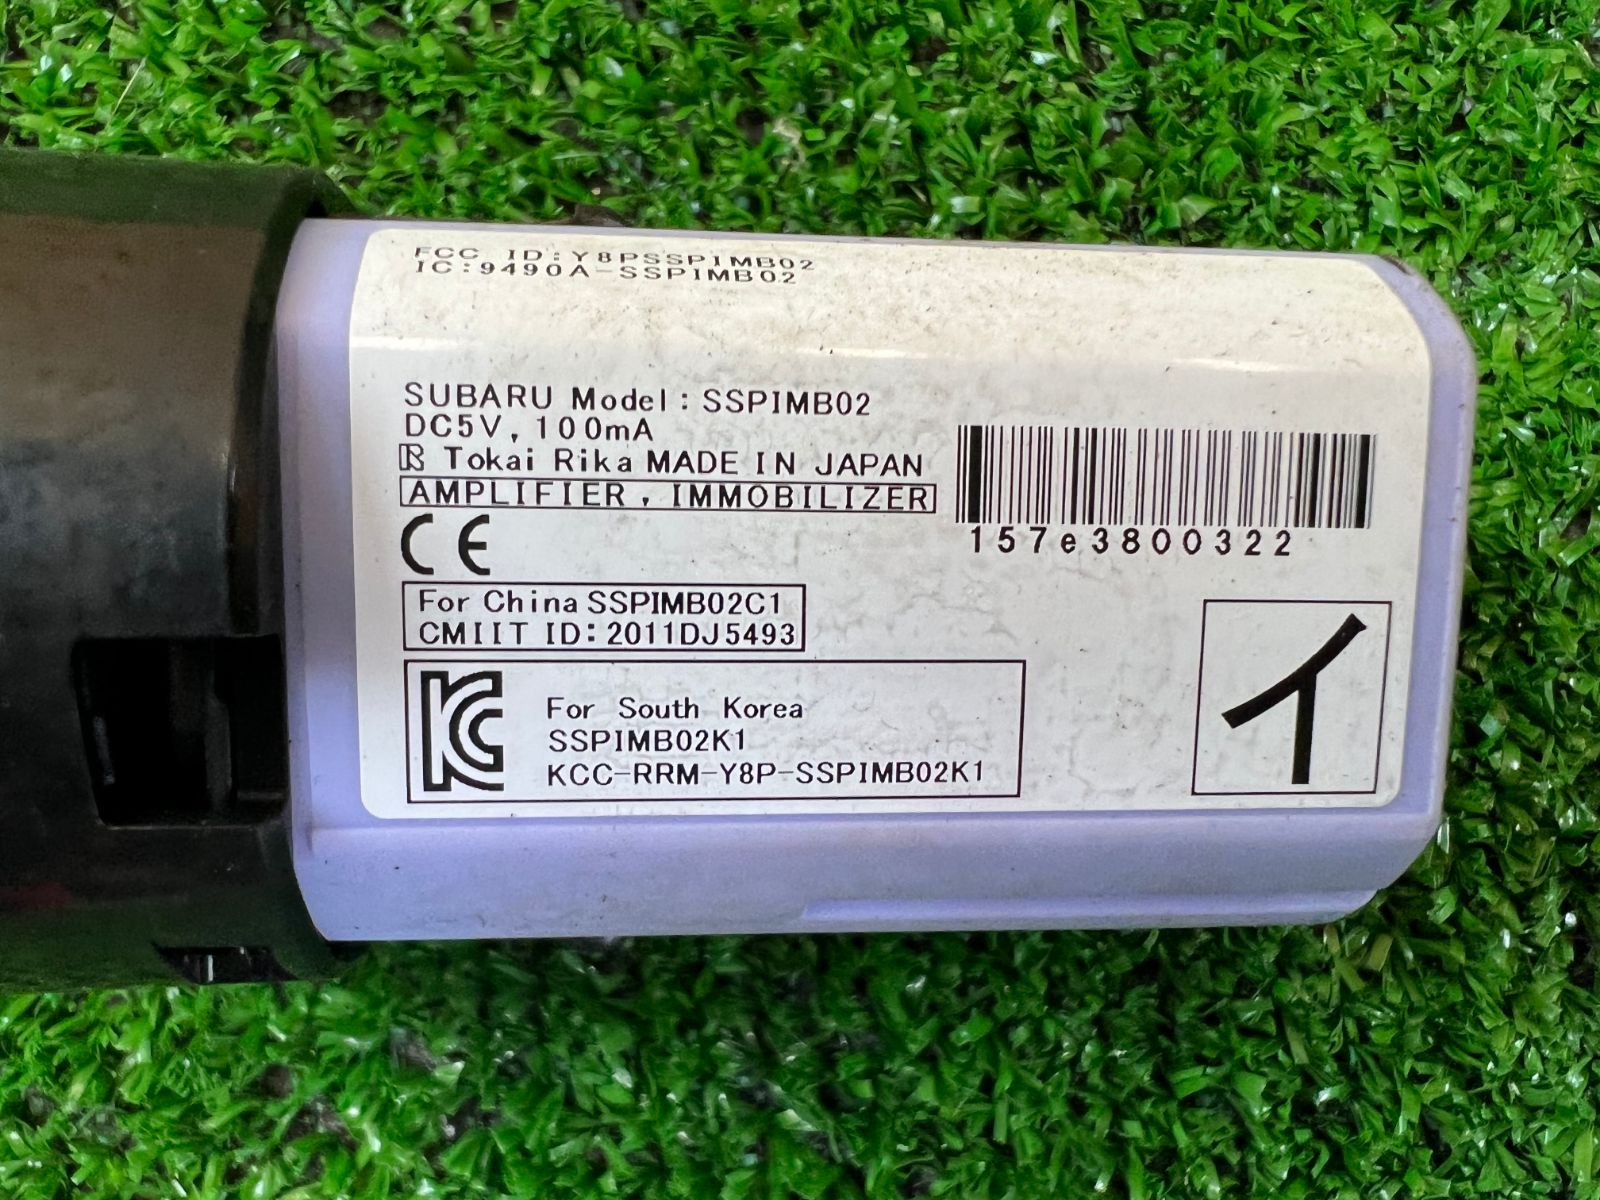 FCC ID:Y8PSSPIMB02
IC:9490A-SSPIMB02
SUBARU Model:SSPIMB02
DC5V,100mA
R Tokai Rika MADE IN JAPAN
AMPLIFIER, IMMOBILIZER
CE
157e3800322
For China SSPIMB02C1
CMIIT ID:2011DJ5493
KC
For South Korea
SSPIMB02K1
KCC-RRM-Y8P-SSPIMB02K1
イ